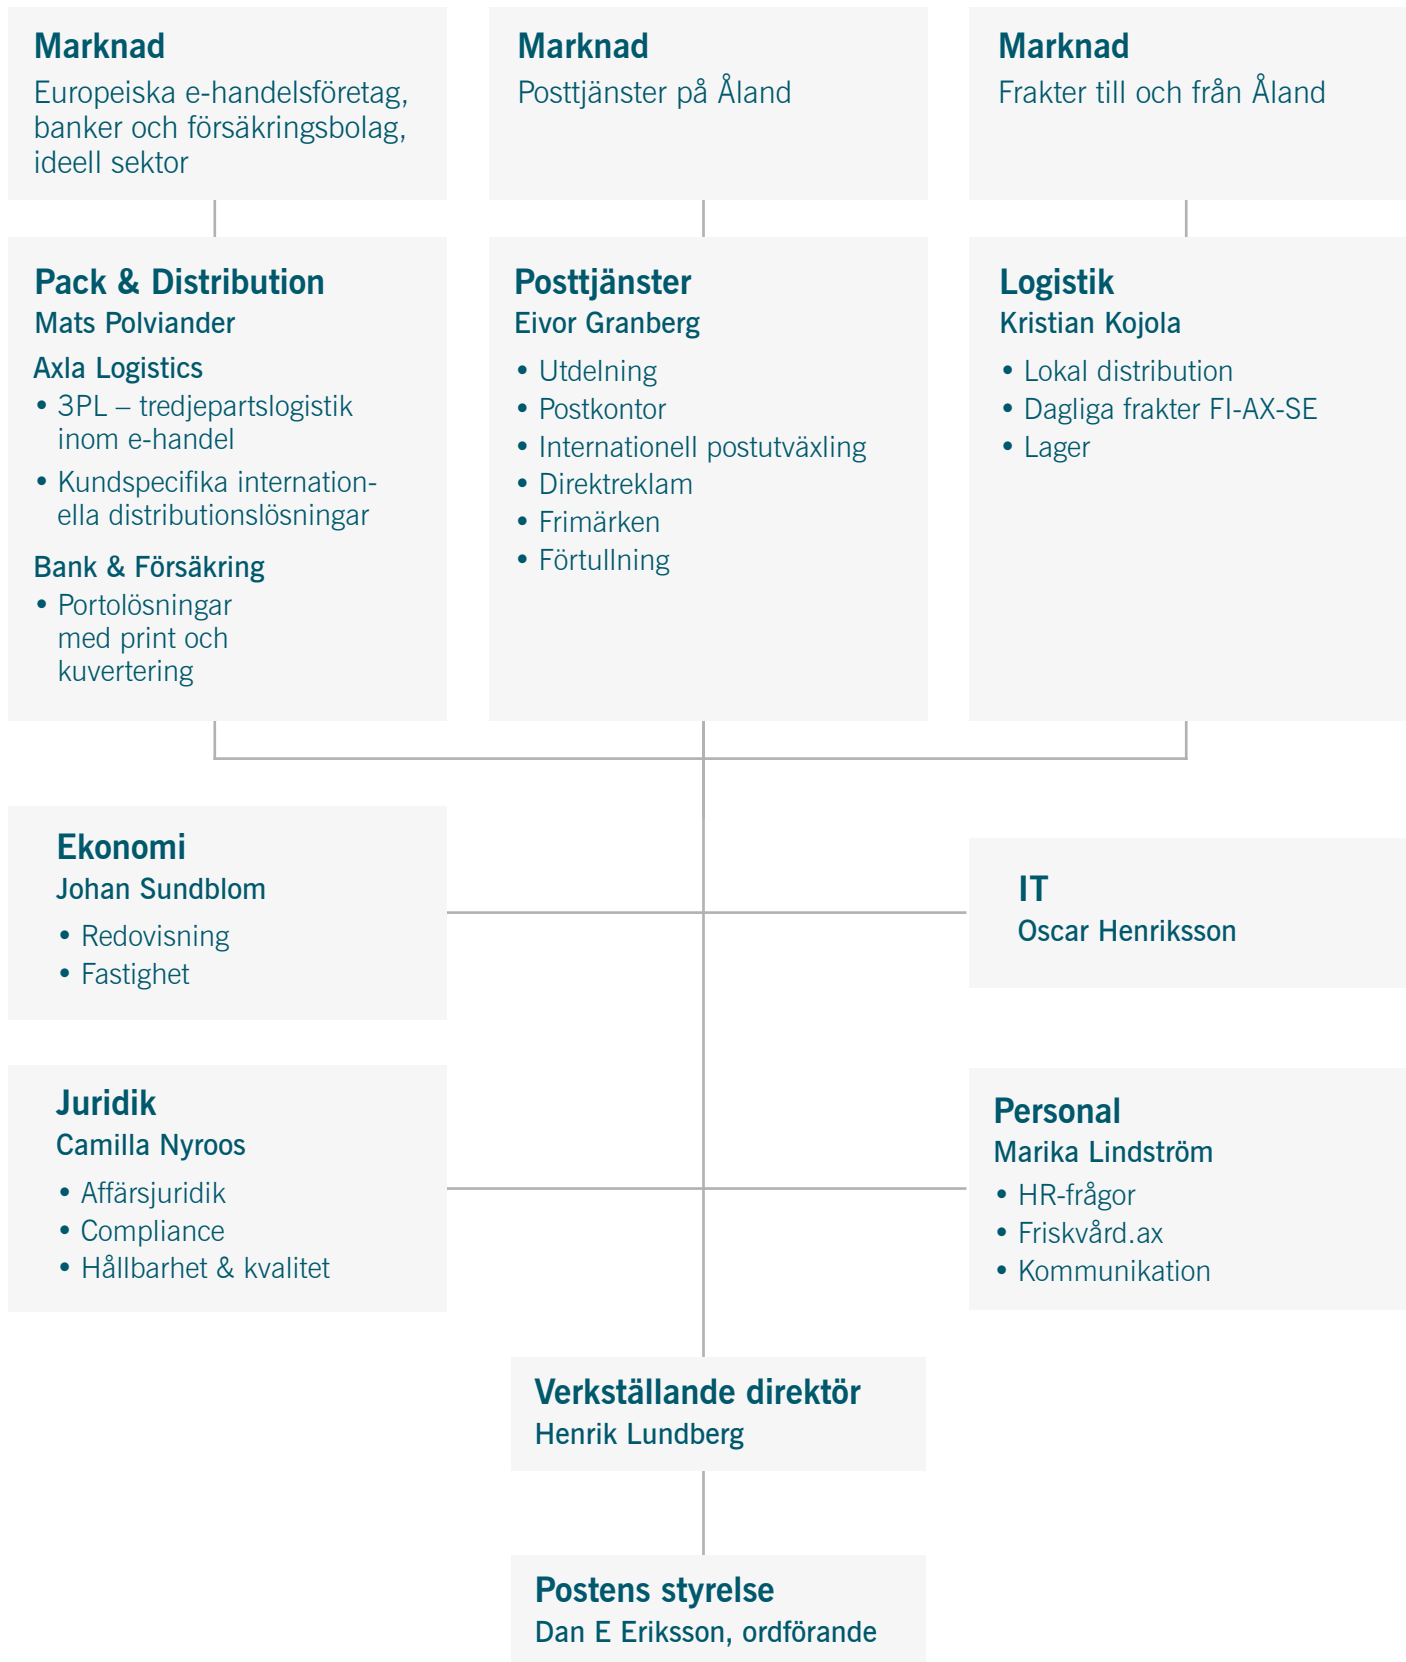 Marknad
Europeiska e-handelsföretag,
banker och försäkringsbolag,
ideell sektor
Marknad
Posttjänster på Åland
Marknad
Frakter till och från Åland
Pack & Distribution
Mats Polviander
Axla Logistics
• 3PL – tredjepartslogistik
inom e-handel
• Kundspecifika internation-
ella distributionslösningar
Bank & Försäkring
• Portolösningar
med print och
kuvertering
Posttjänster
Eivor Granberg
• Utdelning
• Postkontor
• Internationell postutväxling
• Direktreklam
• Frimärken
• Förtullning
Logistik
Kristian Kojola
• Lokal distribution
• Dagliga frakter FI-AX-SE
• Lager
Ekonomi
Johan Sundblom
• Redovisning
• Fastighet
IT
Oscar Henriksson
Juridik
Camilla Nyroos
• Affärsjuridik
• Compliance
• Hållbarhet & kvalitet
Personal
Marika Lindström
• HR-frågor
• Friskvård.ax
• Kommunikation
Verkställande direktör
Henrik Lundberg
Postens styrelse
Dan E Eriksson, ordförande